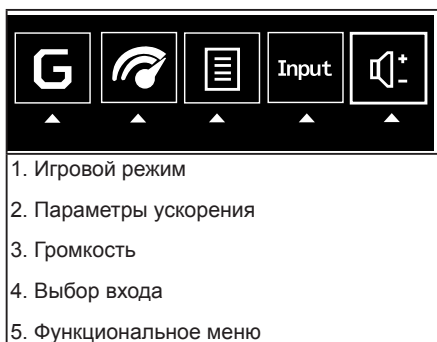 G
Input
1. Игровой режим
2. Параметры ускорения
3. Громкость
4. Выбор входа
5. Функциональное меню